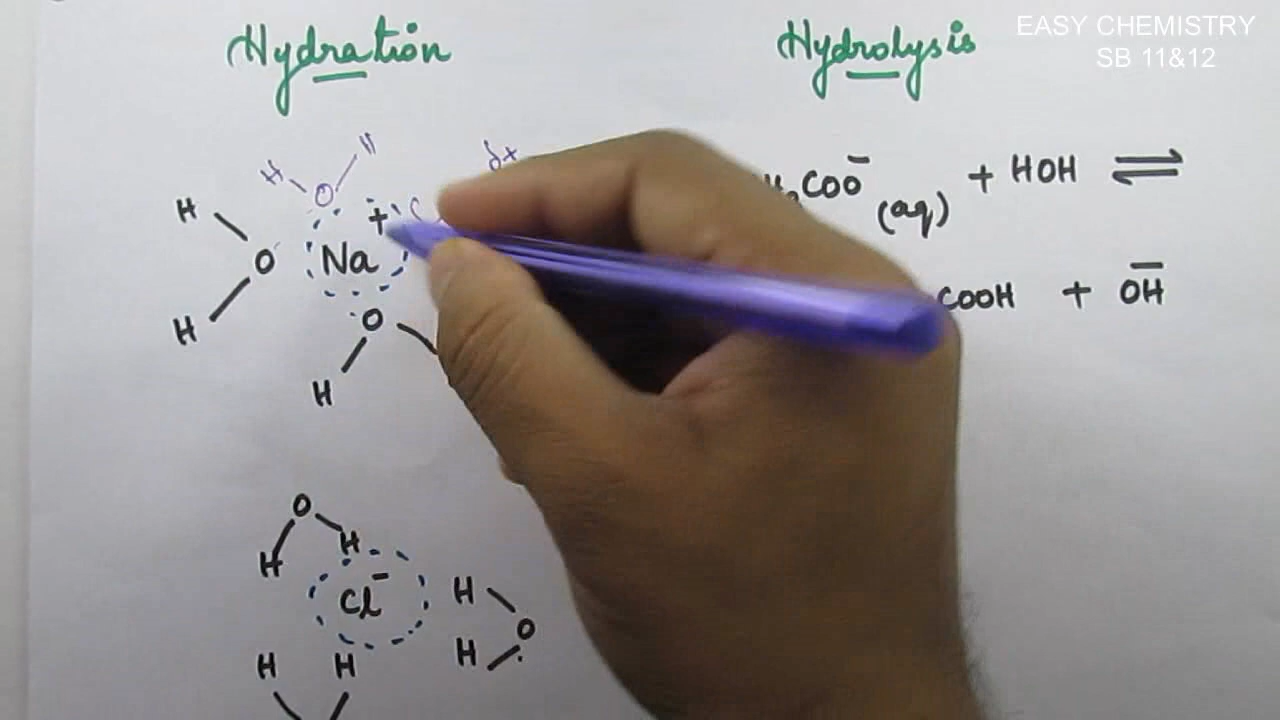 EASY CHEMISTRY
SB 11&12
Hydration
Hydrolysis
H
H
O
δ+
H
O
H
Na+
O
H
COO⁻ (aq) + HOH ⇌
COOH + OH⁻
O
H
H
Cl⁻
H
H
O
H
H